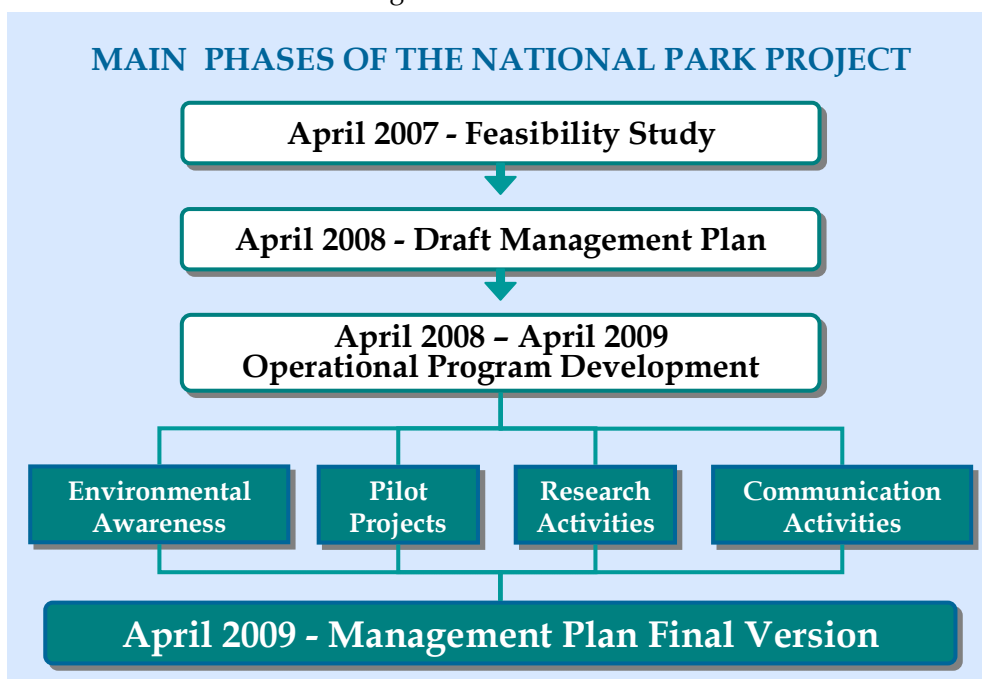 MAIN PHASES OF THE NATIONAL PARK PROJECT
April 2007 - Feasibility Study
April 2008 - Draft Management Plan
April 2008 – April 2009
Operational Program Development
Environmental
Awareness
Pilot
Projects
Research
Activities
Communication
Activities
April 2009 - Management Plan Final Version